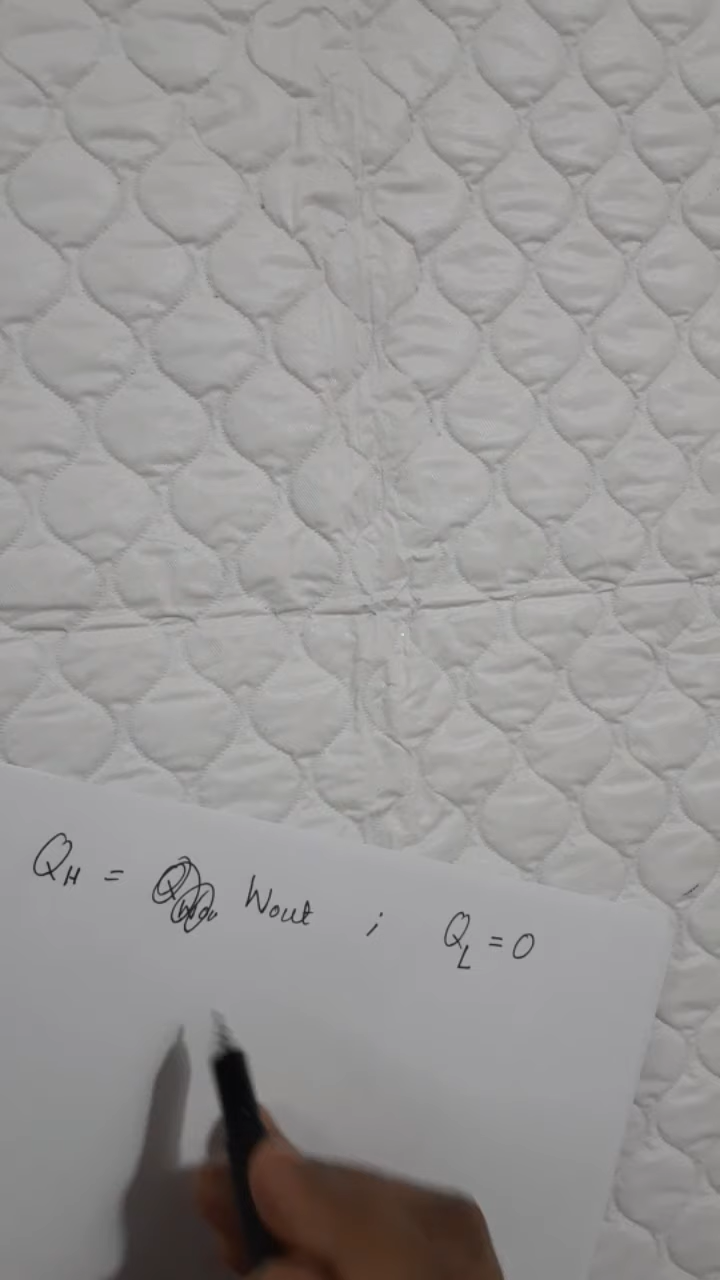 Q_H = W_out ; Q_L = 0